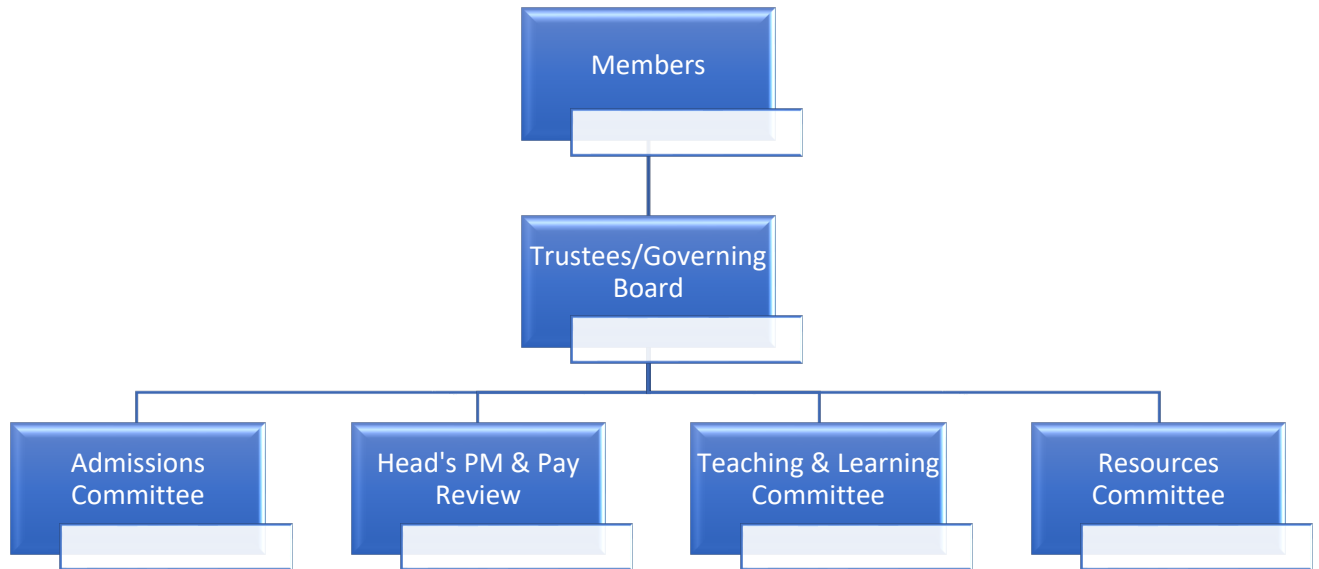 Members
Trustees/Governing
Board
Admissions
Committee
Head's PM & Pay
Review
Teaching & Learning
Committee
Resources
Committee